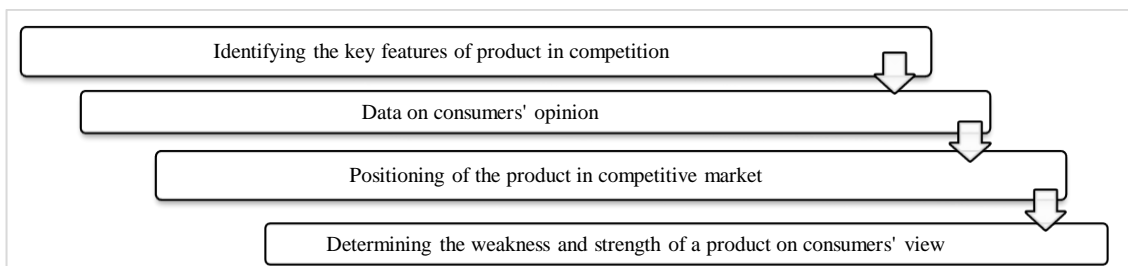 Identifying the key features of product in competition
Data on consumers' opinion
Positioning of the product in competitive market
Determining the weakness and strength of a product on consumers' view